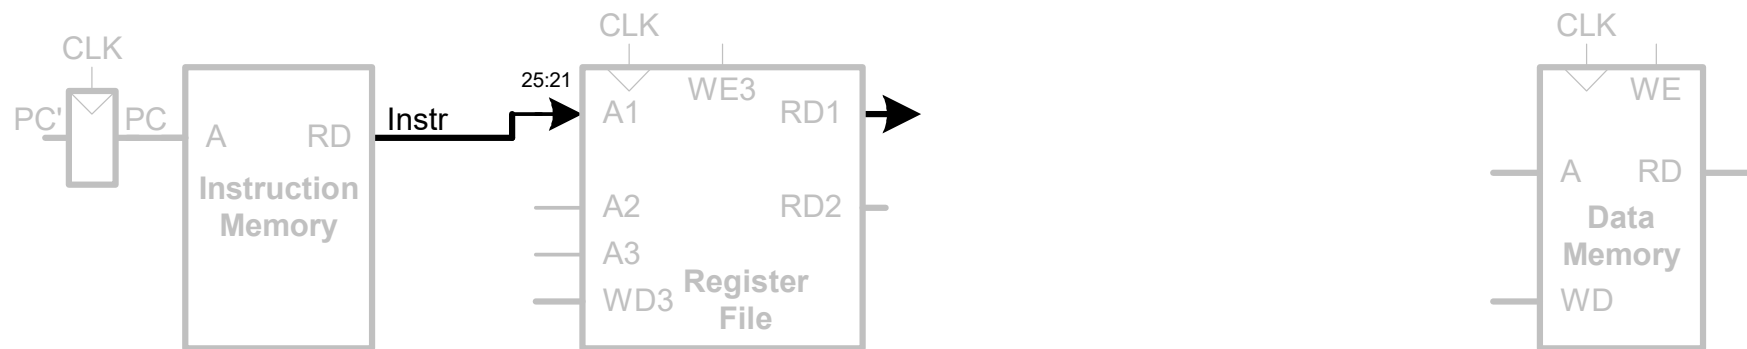 CLK
PC'
PC
A
RD
Instruction
Memory
Instr
25:21
CLK
WE3
A1
RD1
A2
RD2
A3
WD3
Register
File
CLK
WE
A
RD
Data
Memory
WD